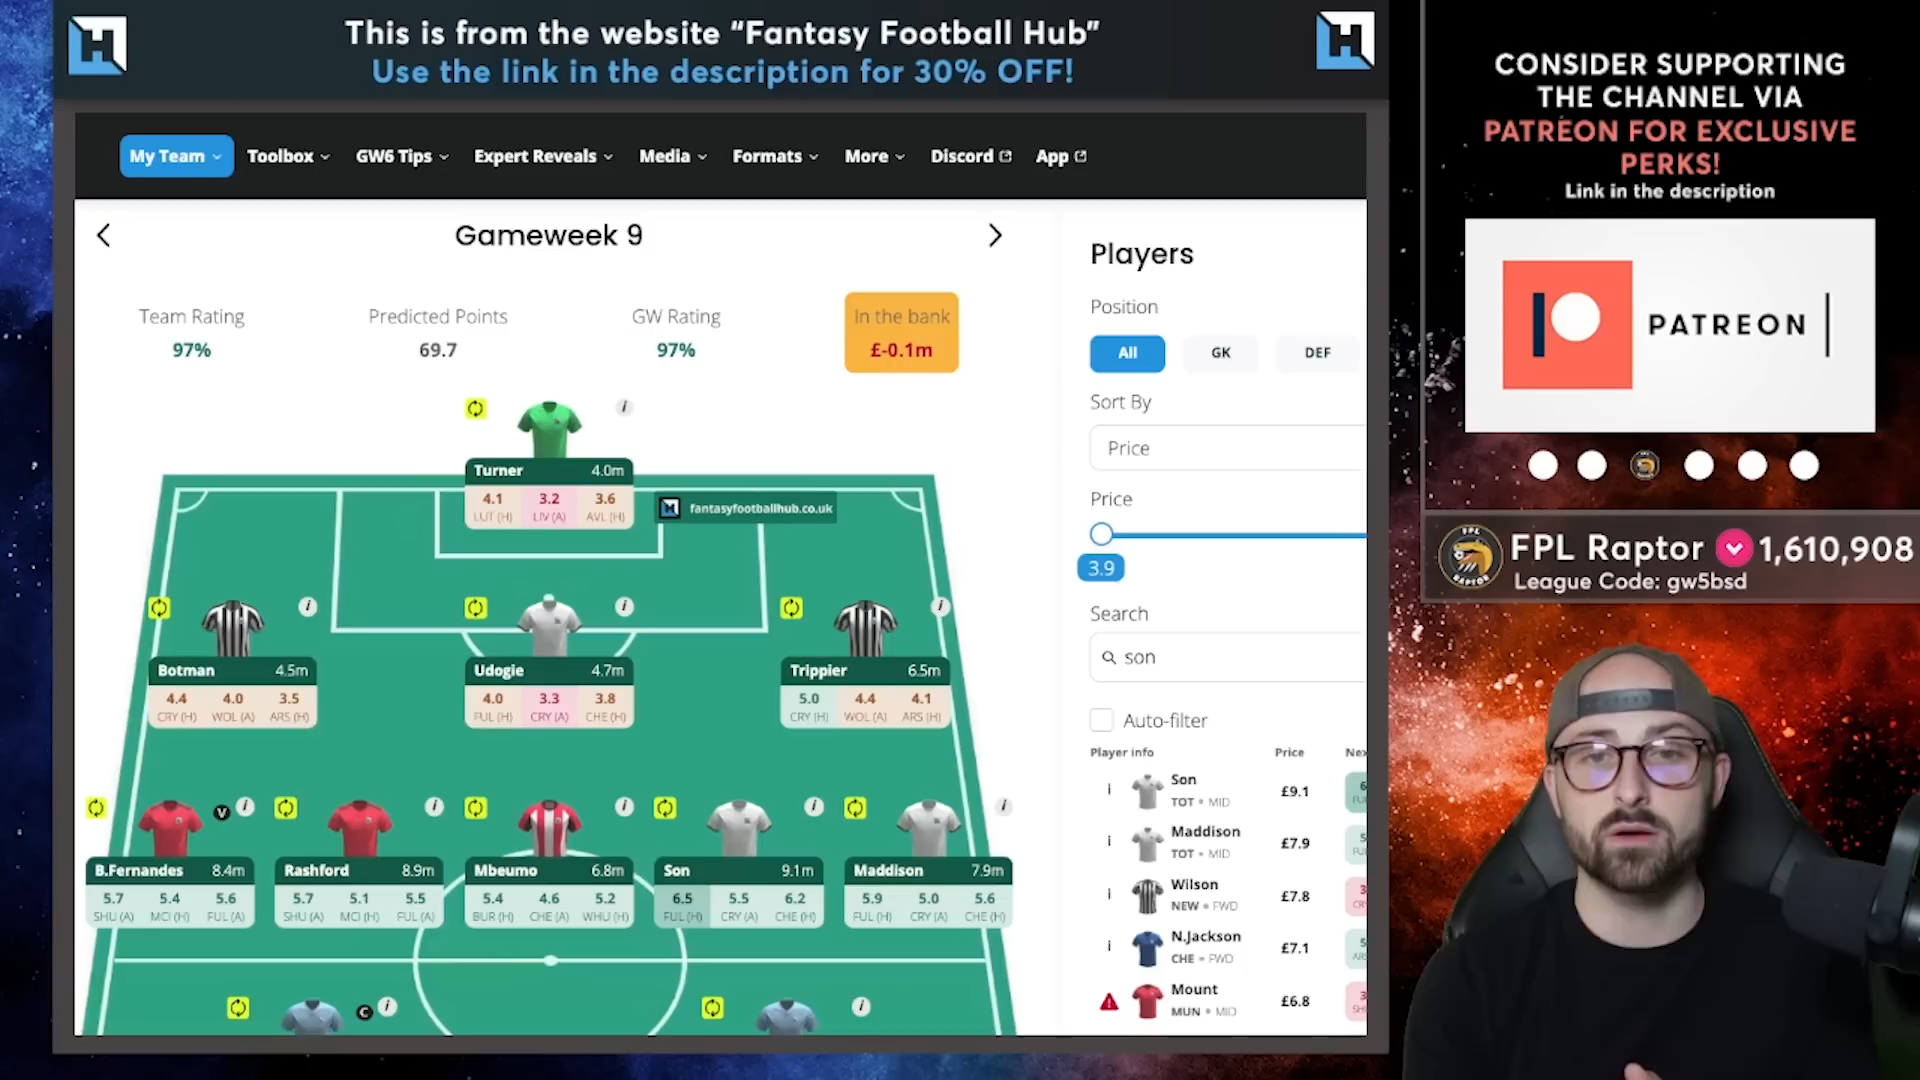 This is from the website “Fantasy Football Hub”
Use the link in the description for 30% OFF!
My Team
Toolbox
GW6 Tips
Expert Reveals
Media
Formats
More
Discord
App
Gameweek 9
Team Rating
97%
Predicted Points
69.7
GW Rating
97%
In the bank
£-0.1m
Turner 4.0m
4.1 3.2 3.6
LUT (H) LIV (A) AVL (H)
fantasyfootballhub.co.uk
Botman 4.5m
4.4 4.0 3.5
CRY (H) WOL (A) ARS (H)
Udogie 4.7m
4.0 3.3 3.8
FUL (H) CRY (A) CHE (H)
Trippier 6.5m
5.0 4.4 4.1
CRY (H) WOL (A) ARS (H)
V
B.Fernandes 8.4m
5.7 5.4 5.6
SHU (A) MCI (H) FUL (A)
Rashford 8.9m
5.7 5.1 5.5
SHU (A) MCI (H) FUL (A)
Mbeumo 6.8m
5.4 4.6 5.2
BUR (H) CHE (A) WHU (H)
Son 9.1m
6.5 5.5 6.2
FUL (H) CRY (A) CHE (H)
Maddison 7.9m
5.9 5.0 5.6
FUL (H) CRY (A) CHE (H)
C
Players
Position
All GK DEF
Sort By
Price
Price
3.9
Search
son
Auto-filter
Player info Price
Son £9.1
TOT • MID
Maddison £7.9
TOT • MID
Wilson £7.8
NEW • FWD
N.Jackson £7.1
CHE • FWD
Mount £6.8
MUN • MID
CONSIDER SUPPORTING
THE CHANNEL VIA
PATREON FOR EXCLUSIVE
PERKS!
Link in the description
PATREON
FPL Raptor 1,610,908
League Code: gw5bsd
FPL
RAPTOR